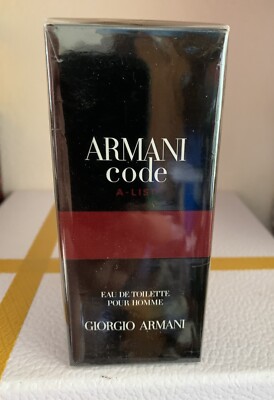 ARMANI
code
A-LIST
EAU DE TOILETTE
POUR HOMME
GIORGIO ARMANI